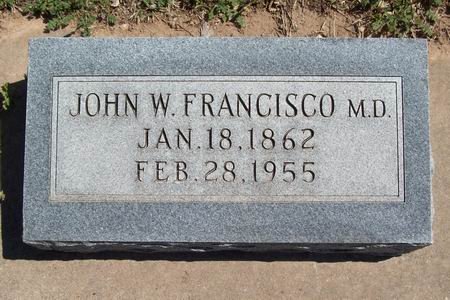 JOHN W. FRANCISCO M.D.
JAN. 18, 1862
FEB. 28, 1955